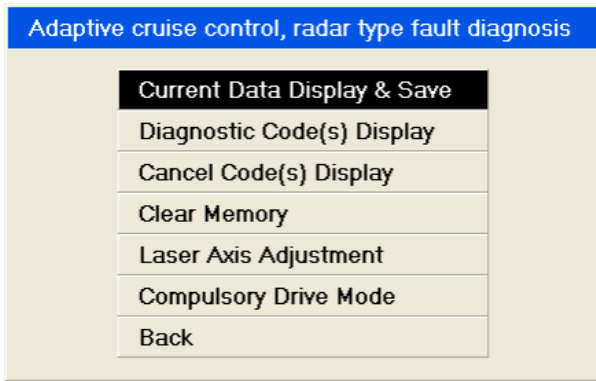 Adaptive cruise control, radar type fault diagnosis
Current Data Display & Save
Diagnostic Code(s) Display
Cancel Code(s) Display
Clear Memory
Laser Axis Adjustment
Compulsory Drive Mode
Back